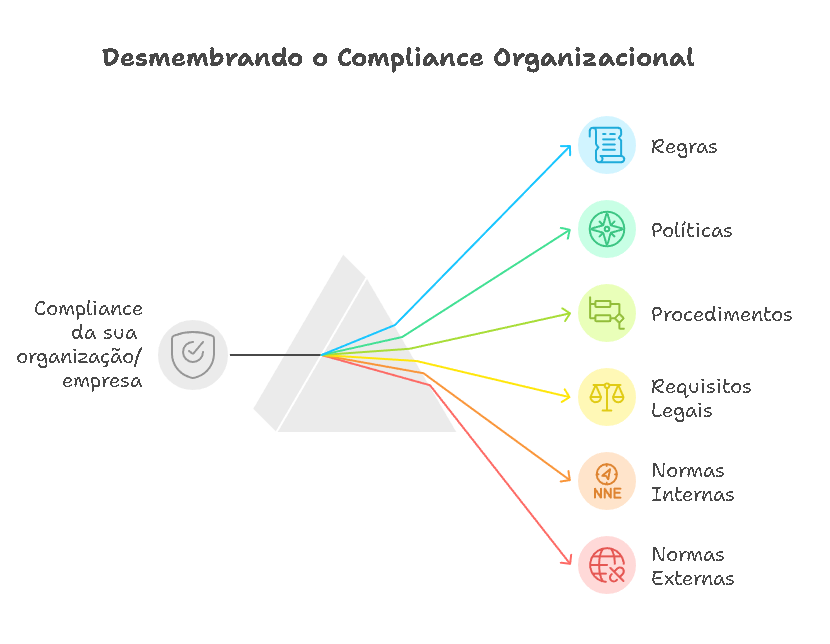 Desmembrando o Compliance Organizacional
Compliance
da sua
organização/
empresa
Regras
Políticas
Procedimentos
Requisitos
Legais
NNE
Normas
Internas
Normas
Externas